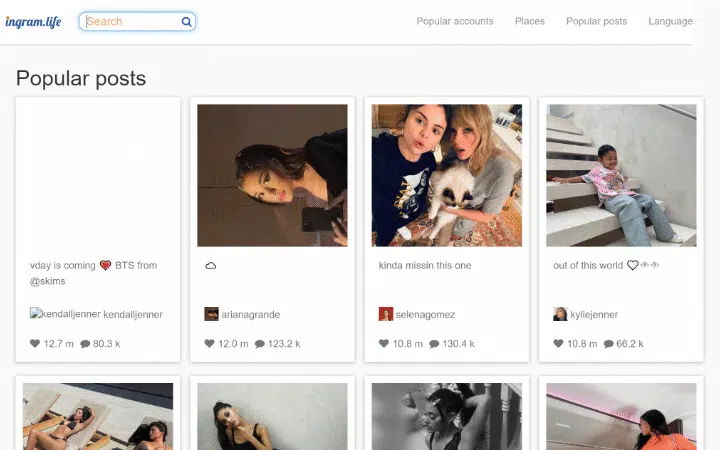 ingram.life
Search
Popular accounts
Places
Popular posts
Language
Popular posts
vday is coming 💖 BTS from
@skims
kendalljenner kendalljenner
12.7 m 80.3 k
arianagrande
12.0 m 123.2 k
kinda missin this one
selenagomez
10.8 m 130.4 k
out of this world 🤍👁👁
kyliejenner
10.8 m 66.2 k